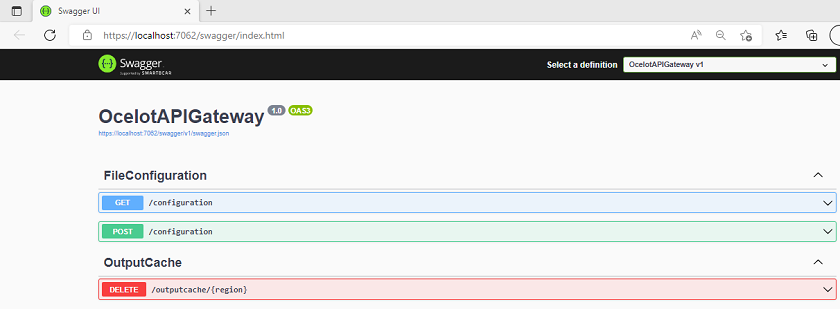 Swagger UI
https://localhost:7062/swagger/index.html
Swagger
Supported by SMARTBEAR
Select a definition
OcelotAPIGateway v1
OcelotAPIGateway 1.0 OAS3
https://localhost:7062/swagger/v1/swagger.json
FileConfiguration
GET /configuration
POST /configuration
OutputCache
DELETE /outputcache/{region}